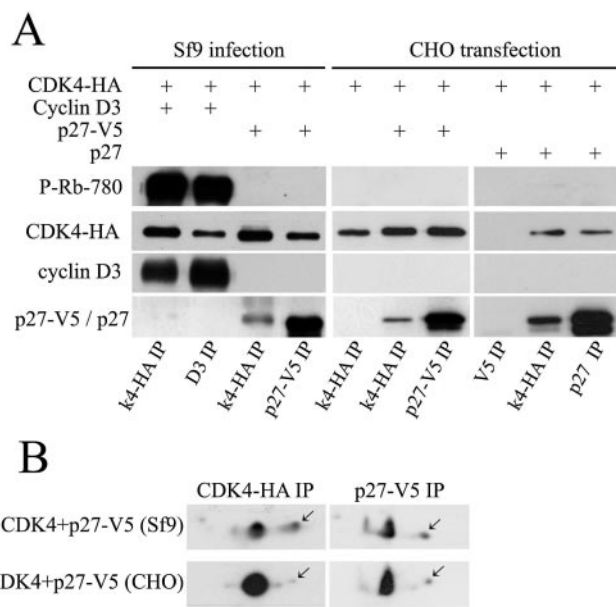 A
Sf9 infection CHO transfection
CDK4-HA + + + + + + + + + +
Cyclin D3 + +
p27-V5 + + + +
p27 + + +
P-Rb-780
CDK4-HA
cyclin D3
p27-V5 / p27
k4-HA IP D3 IP k4-HA IP p27-V5 IP k4-HA IP k4-HA IP p27-V5 IP V5 IP k4-HA IP p27 IP
B
CDK4-HA IP p27-V5 IP
CDK4+p27-V5 (Sf9)
DK4+p27-V5 (CHO)